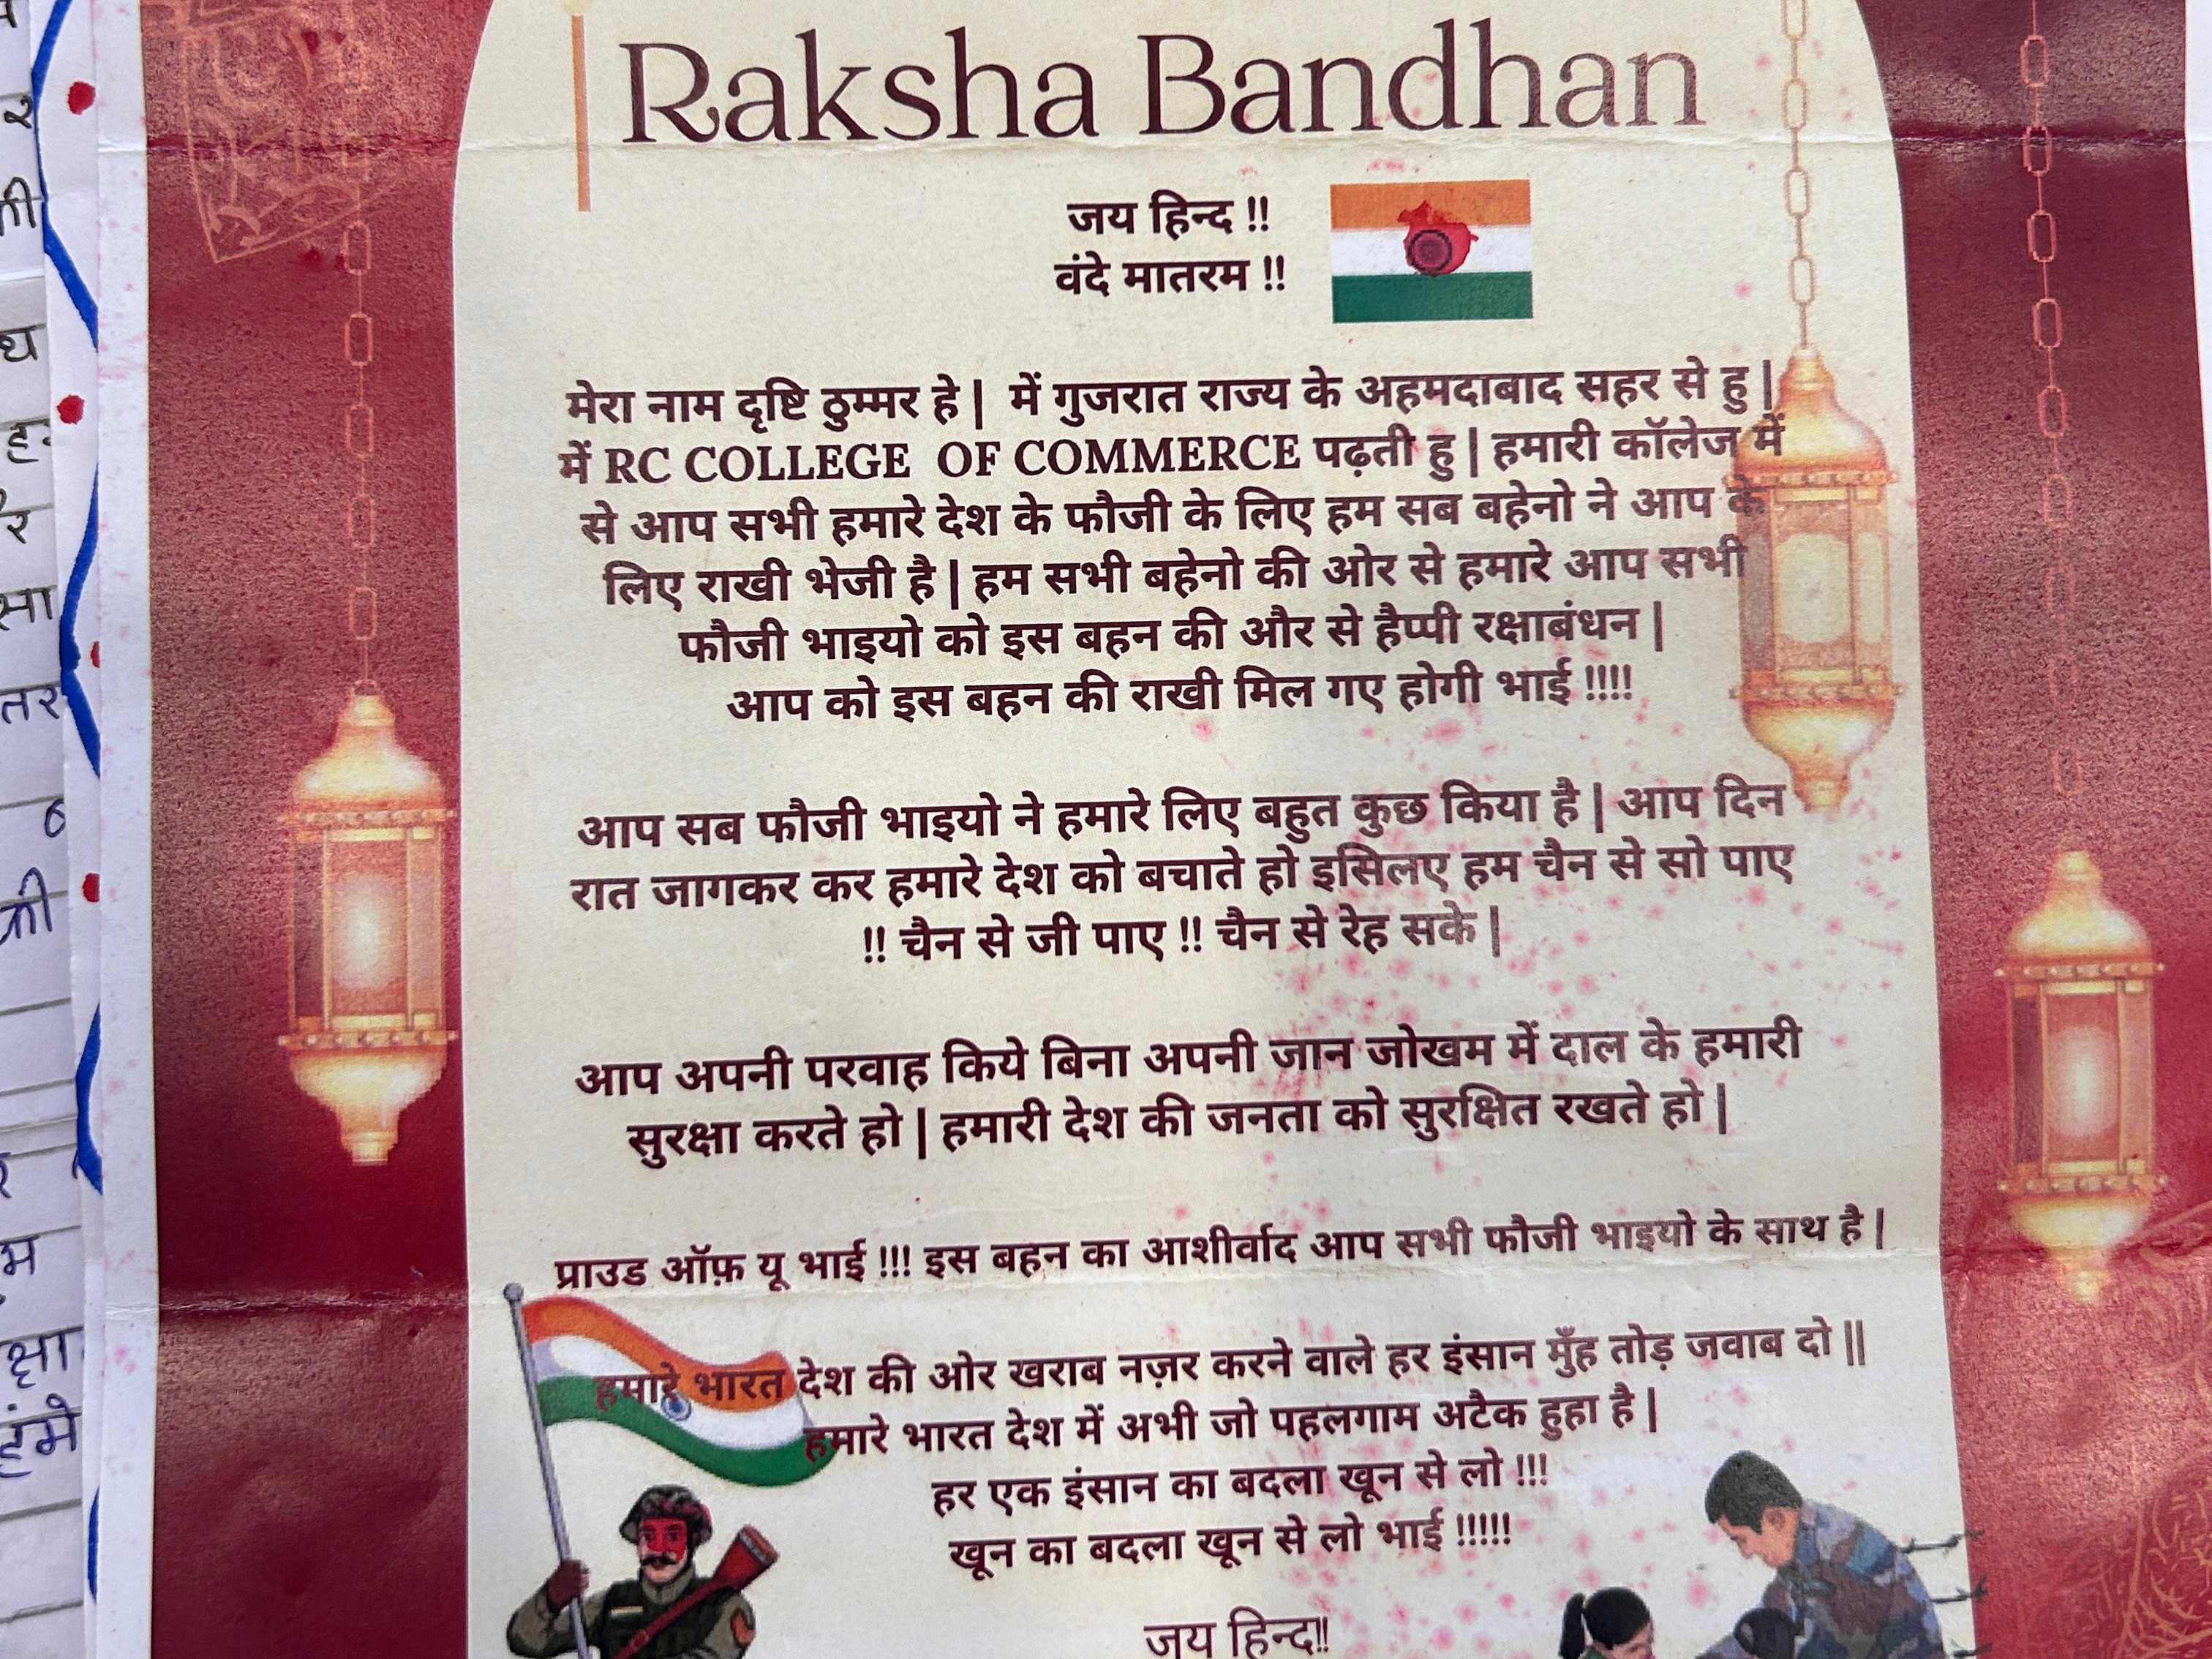 Raksha Bandhan
जय हिन्द !!
वंदे मातरम !!
मेरा नाम दृष्टि ठुम्मर हे | में गुजरात राज्य के अहमदाबाद सहर से हु |
में RC COLLEGE OF COMMERCE पढ़ती हु | हमारी कॉलेज में
से आप सभी हमारे देश के फौजी के लिए हम सब बहेनो ने आप के
लिए राखी भेजी है | हम सभी बहेनो की ओर से हमारे आप सभी
फौजी भाइयो को इस बहन की और से हैप्पी रक्षाबंधन |
आप को इस बहन की राखी मिल गए होगी भाई !!!!
आप सब फौजी भाइयो ने हमारे लिए बहुत कुछ किया है | आप दिन
रात जागकर कर हमारे देश को बचाते हो इसिलए हम चैन से सो पाए
!! चैन से जी पाए !! चैन से रेह सके |
आप अपनी परवाह किये बिना अपनी जान जोखम में दाल के हमारी
सुरक्षा करते हो | हमारी देश की जनता को सुरक्षित रखते हो |
प्राउड ऑफ़ यू भाई !!! इस बहन का आशीर्वाद आप सभी फौजी भाइयो के साथ है |
हमारे भारत देश की ओर खराब नज़र करने वाले हर इंसान मुँह तोड़ जवाब दो ||
हमारे भारत देश में अभी जो पहलगाम अटैक हुहा है |
हर एक इंसान का बदला खून से लो !!!
खून का बदला खून से लो भाई !!!!!
जय हिन्द!!